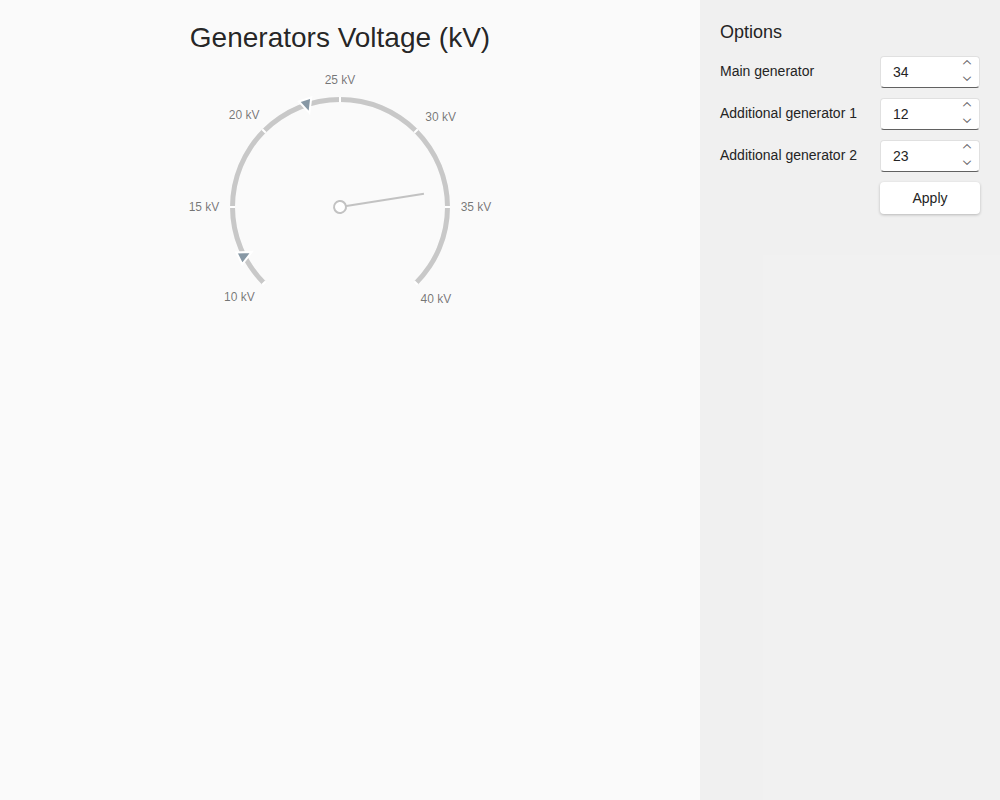 Generators Voltage (kV)
25 kV
20 kV
30 kV
15 kV
35 kV
10 kV
40 kV
Options
Main generator
34
Additional generator 1
12
Additional generator 2
23
Apply